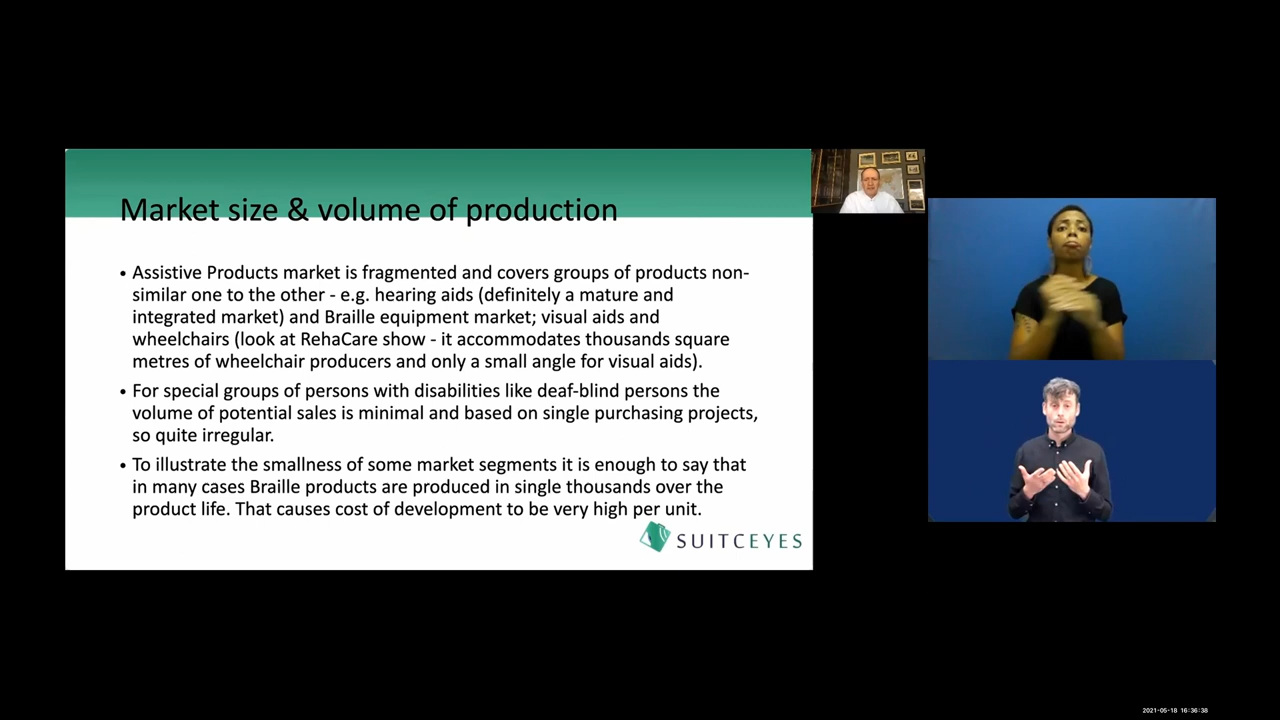 Market size & volume of production
• Assistive Products market is fragmented and covers groups of products non-
similar one to the other - e.g. hearing aids (definitely a mature and
integrated market) and Braille equipment market; visual aids and
wheelchairs (look at RehaCare show - it accommodates thousands square
metres of wheelchair producers and only a small angle for visual aids).
• For special groups of persons with disabilities like deaf-blind persons the
volume of potential sales is minimal and based on single purchasing projects,
so quite irregular.
• To illustrate the smallness of some market segments it is enough to say that
in many cases Braille products are produced in single thousands over the
product life. That causes cost of development to be very high per unit.
SUITCEYES
2021-05-18 16:36:38